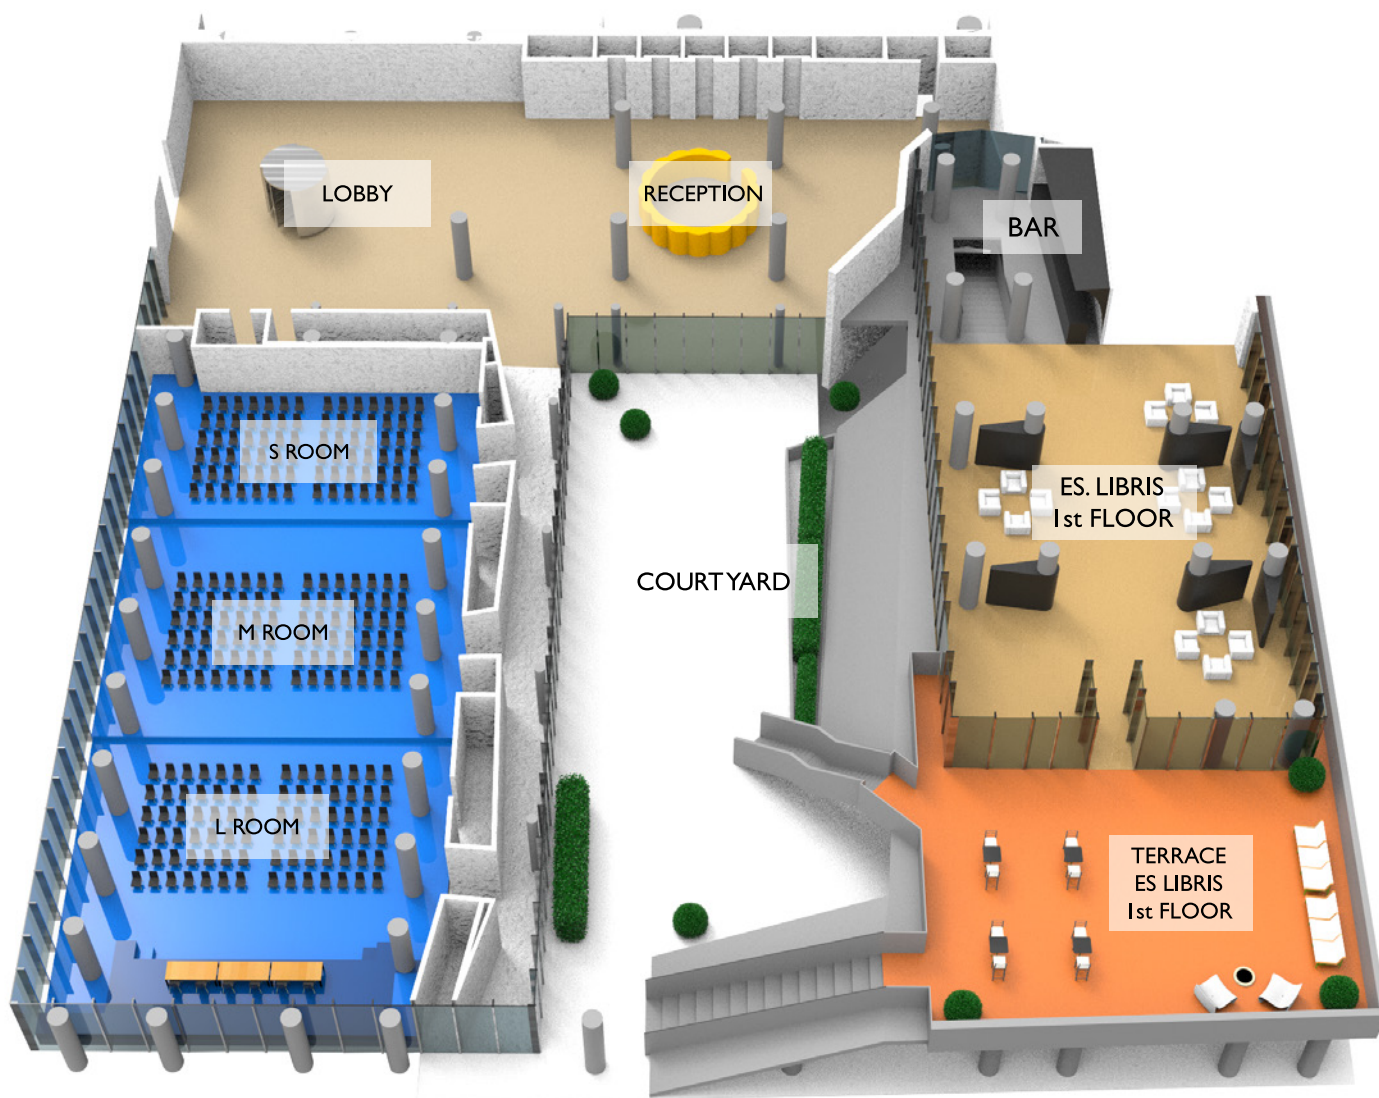 LOBBY
RECEPTION
BAR
S ROOM
ES. LIBRIS
1st FLOOR
COURTYARD
M ROOM
L ROOM
TERRACE
ES LIBRIS
1st FLOOR